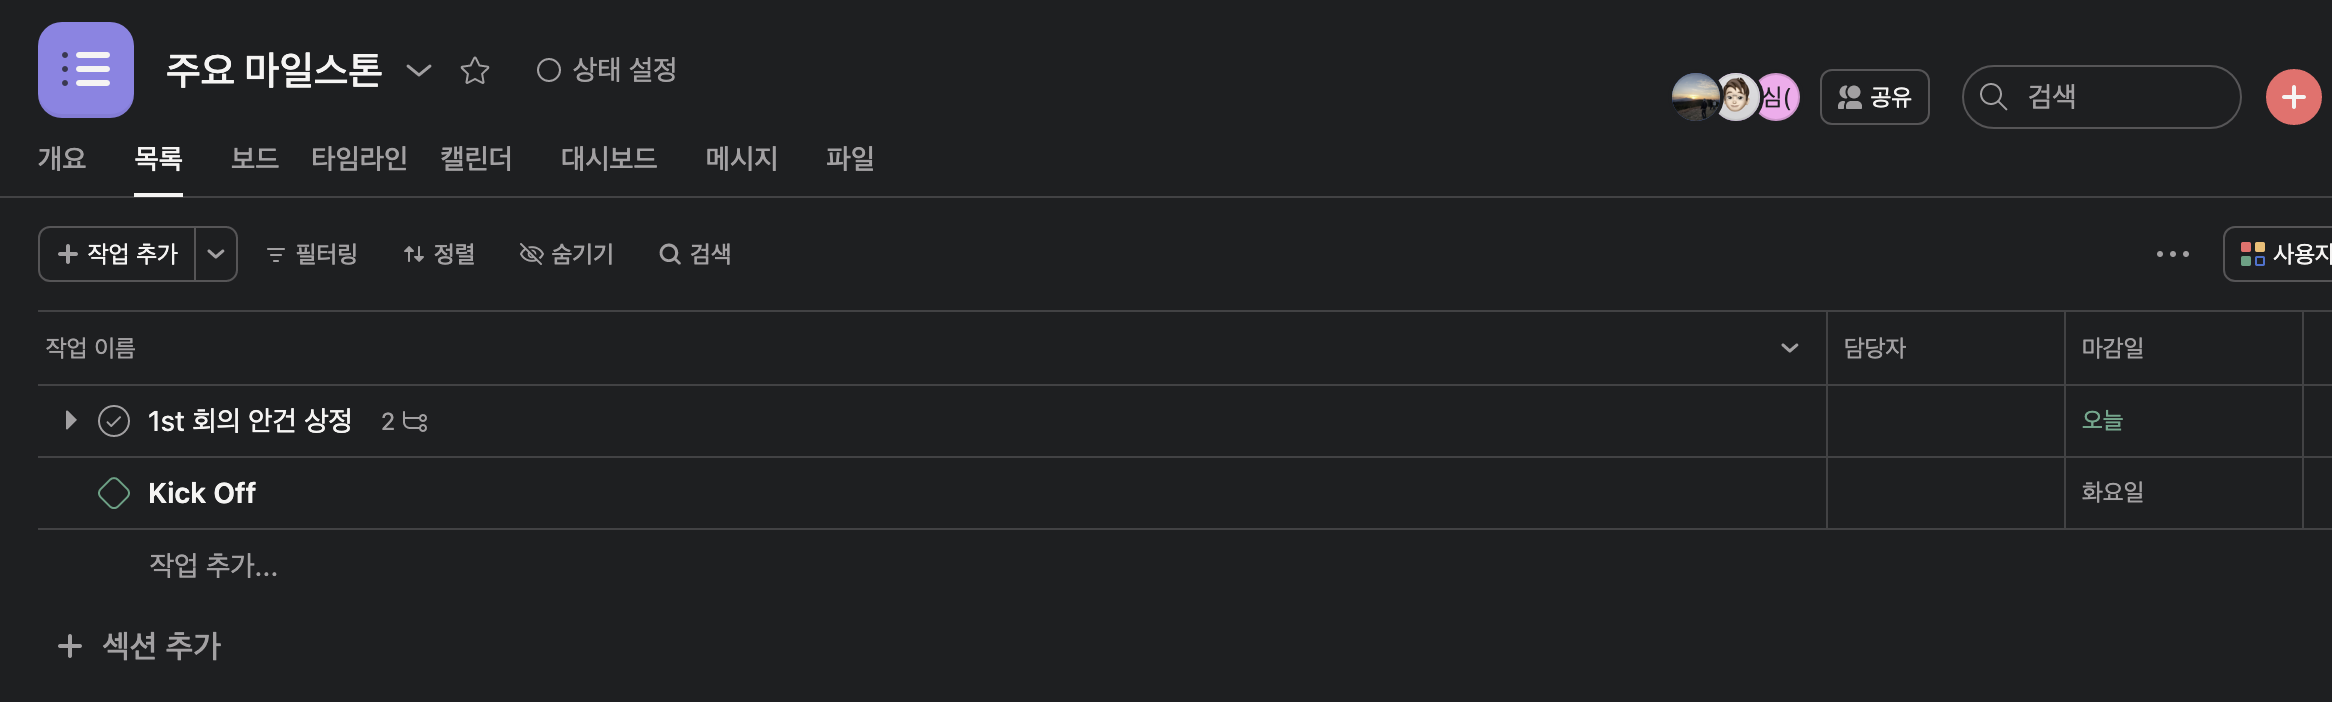 주요 마일스톤
상태 설정
심(
공유
검색
개요 목록 보드 타임라인 캘린더 대시보드 메시지 파일
작업 추가 필터링 정렬 숨기기 검색
작업 이름 담당자 마감일
1st 회의 안건 상정 2 오늘
Kick Off 화요일
작업 추가...
섹션 추가